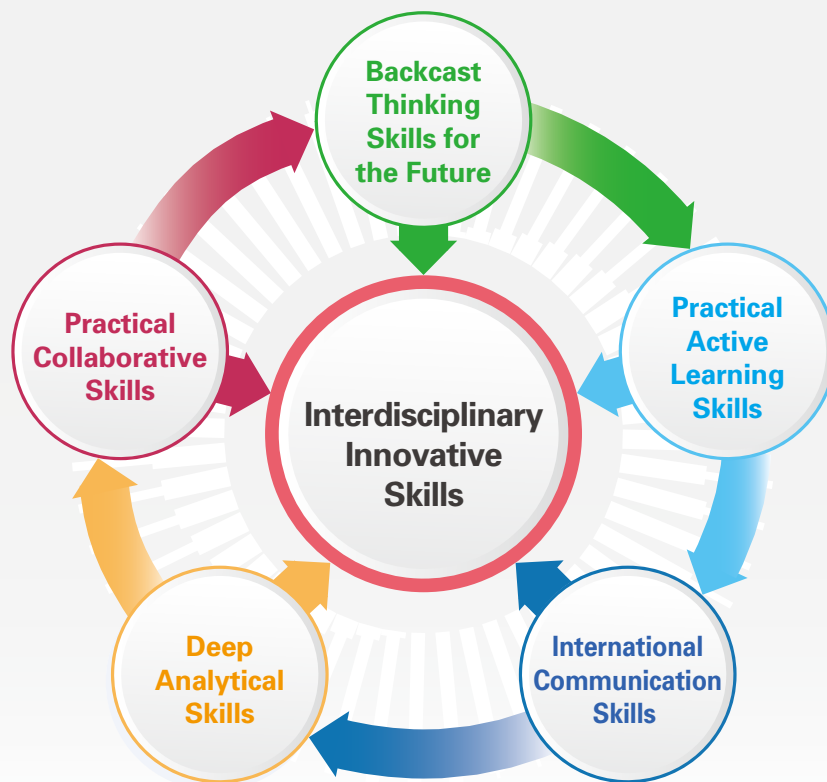 Backcast
Thinking
Skills for
the Future
Practical
Active
Learning
Skills
International
Communication
Skills
Deep
Analytical
Skills
Practical
Collaborative
Skills
Interdisciplinary
Innovative
Skills